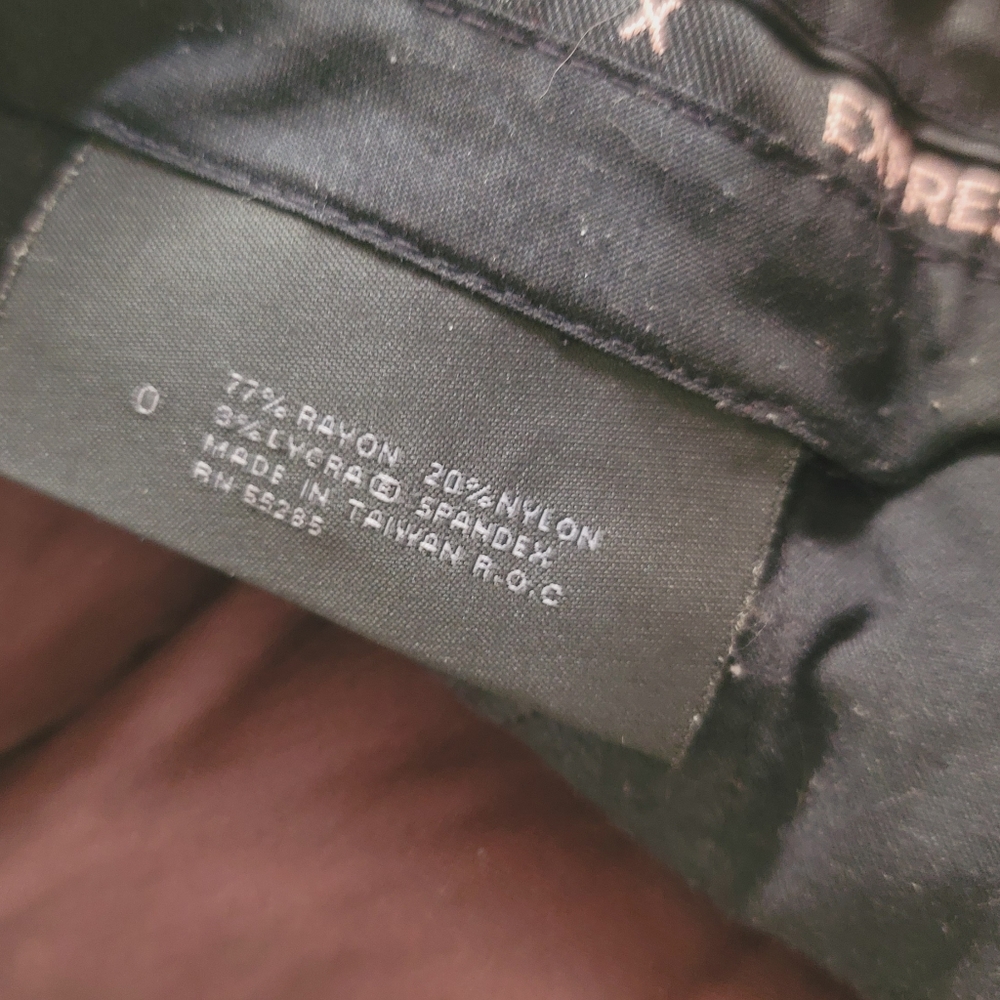 X
EXPRES
0
77% RAYON 20% NYLON
3% LYCRA® SPANDEX
MADE IN TAIWAN R.O.C
RN 55285